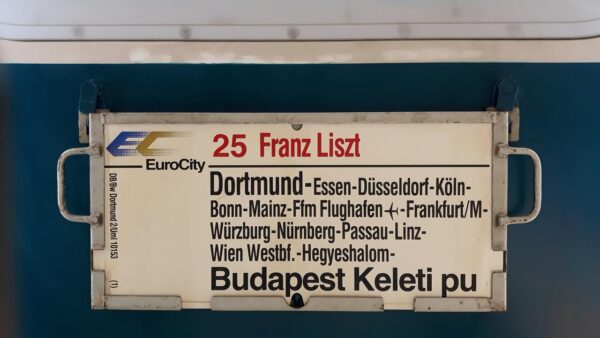 EC
EuroCity
25 Franz Liszt
Dortmund-Essen-Düsseldorf-Köln-
Bonn-Mainz-Ffm Flughafen ✈-Frankfurt/M-
Würzburg-Nürnberg-Passau-Linz-
Wien Westbf.-Hegyeshalom-
Budapest Keleti pu
(1)